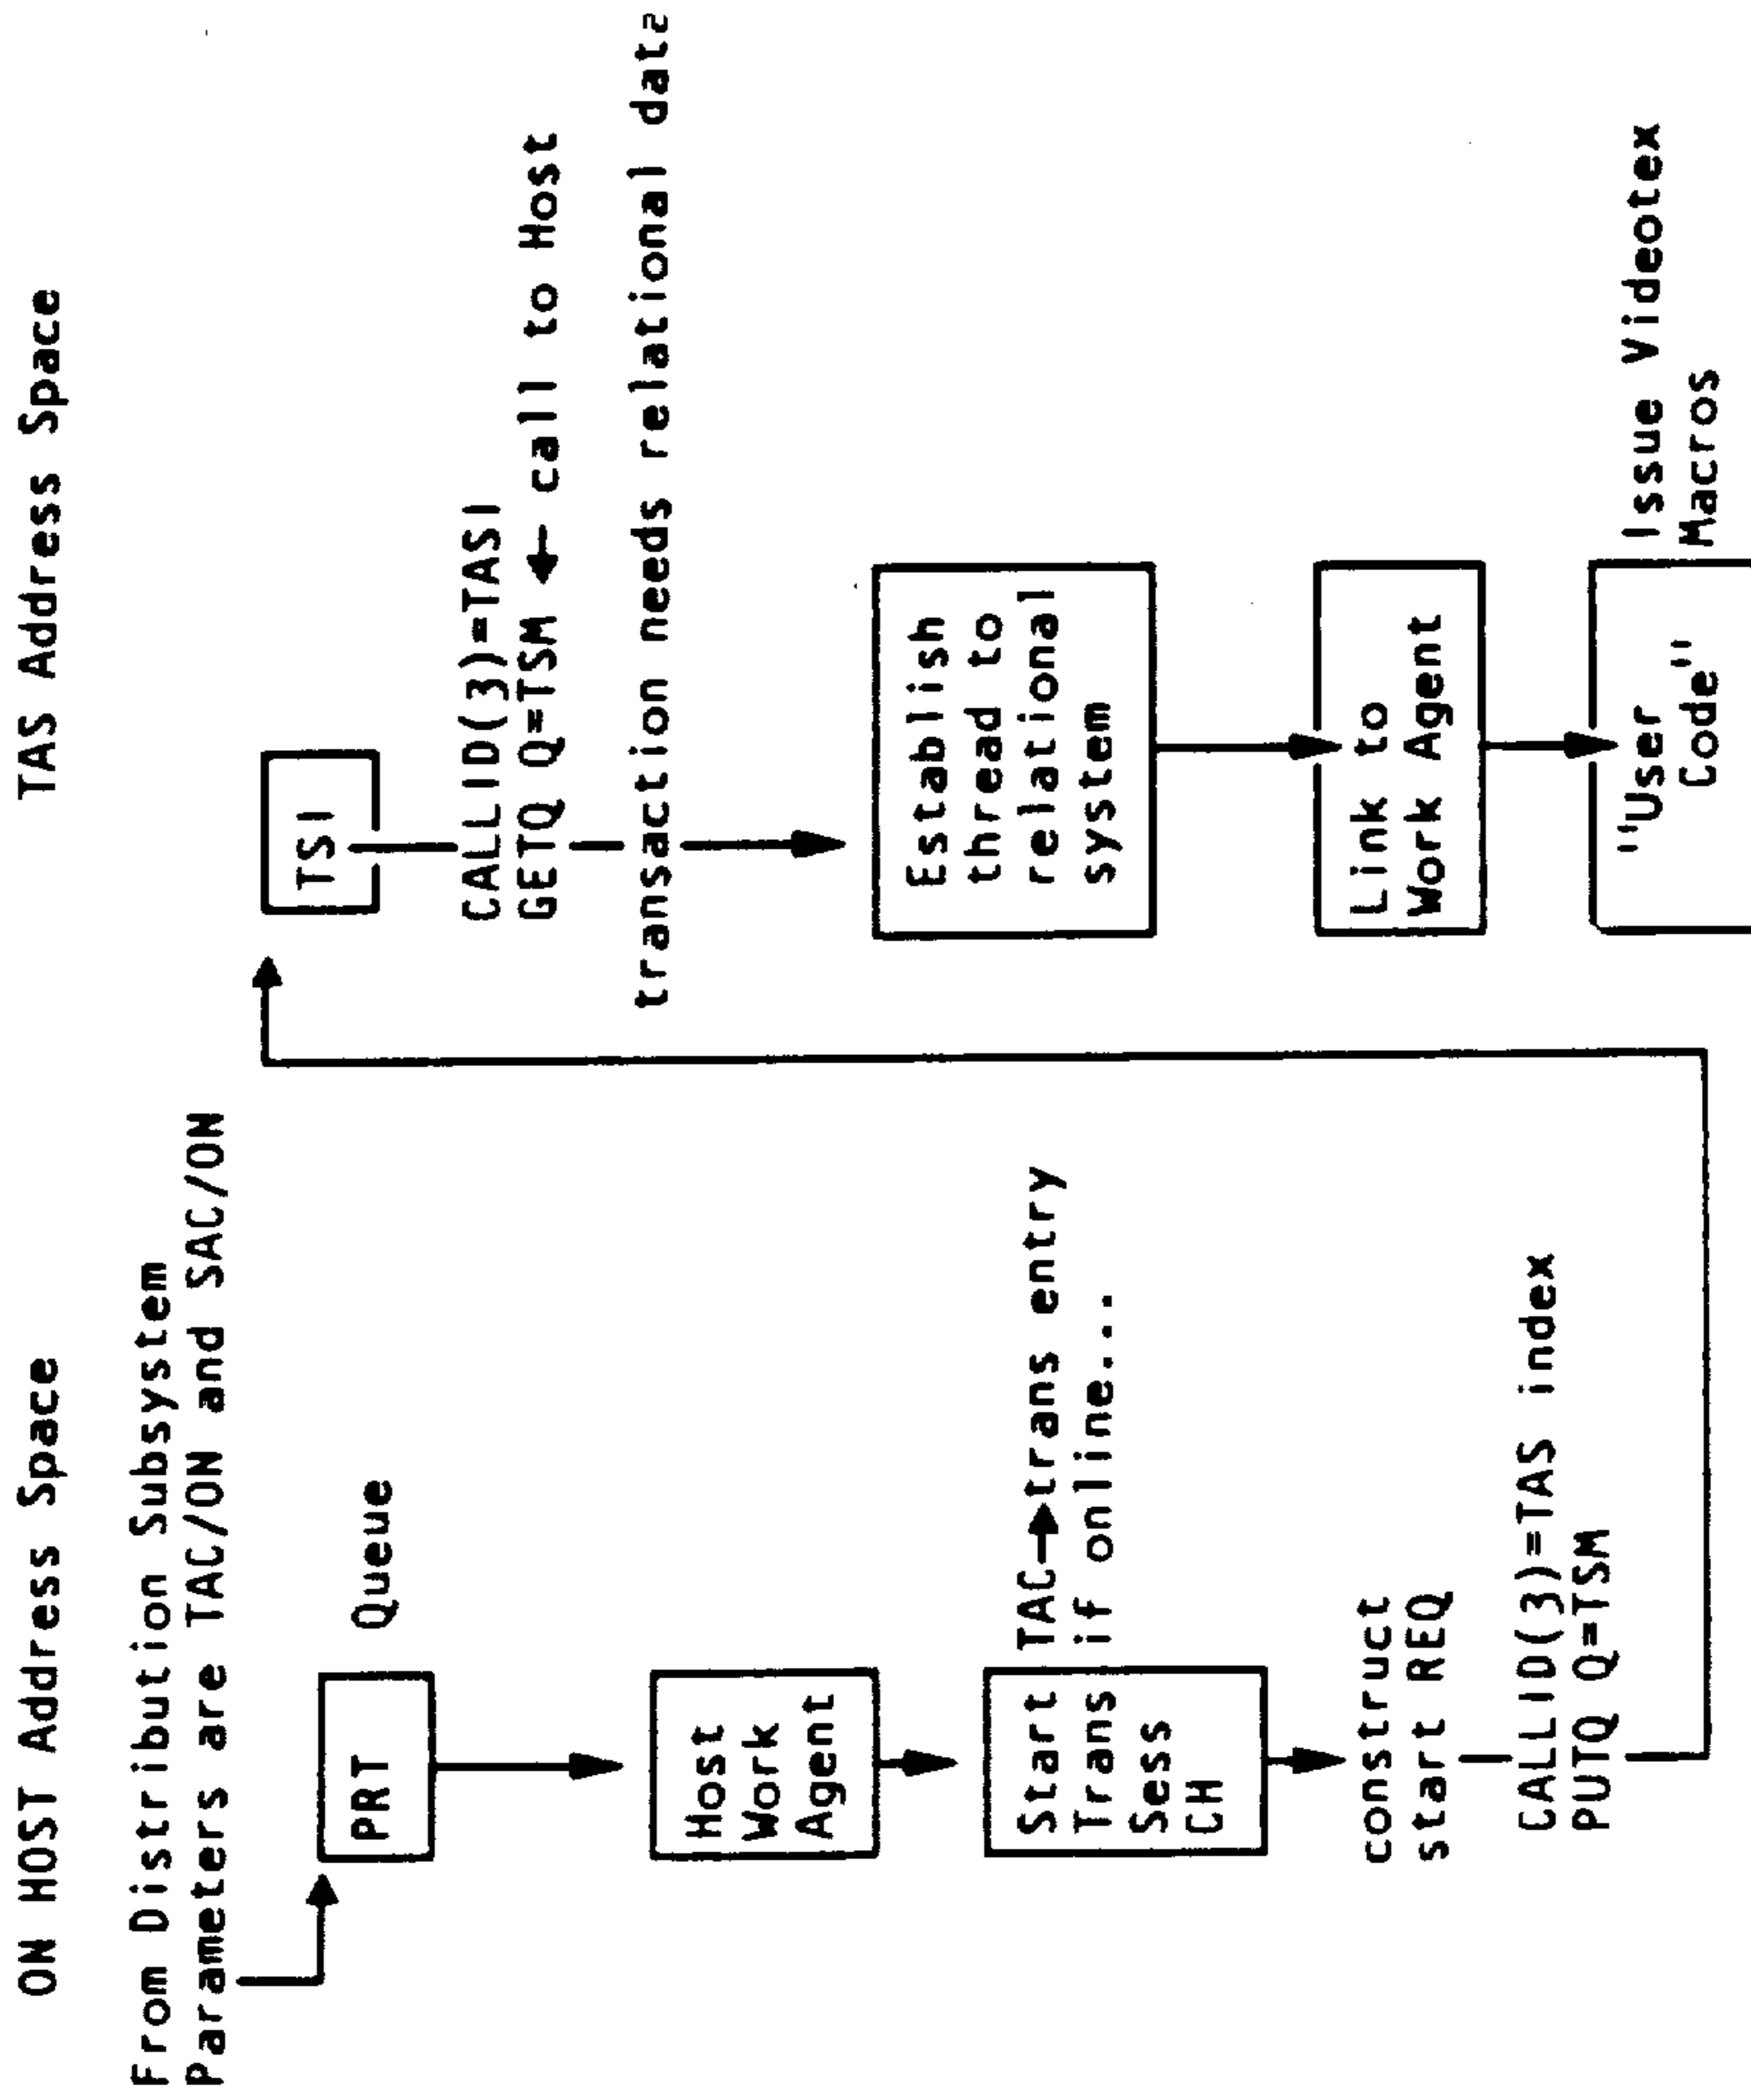 ON HOST Address Space
From Distribution Subsystem
Parameters are TAC/ON and SAC/ON
PRT
Queue
Host
Work
Agent
Start
Trans
Sess
CH
TAC→trans entry
if online...
construct
start REQ
CALLID(3)=TAS index
PUTQ Q=TSM
TAS Address Space
TSI
CALLID(3)=TASI
GETQ Q=TSM ← call to Host
transaction needs relational data
Establish
thread to
relational
system
Link to
Work Agent
"User
Code"
Issue Videotex
Macros